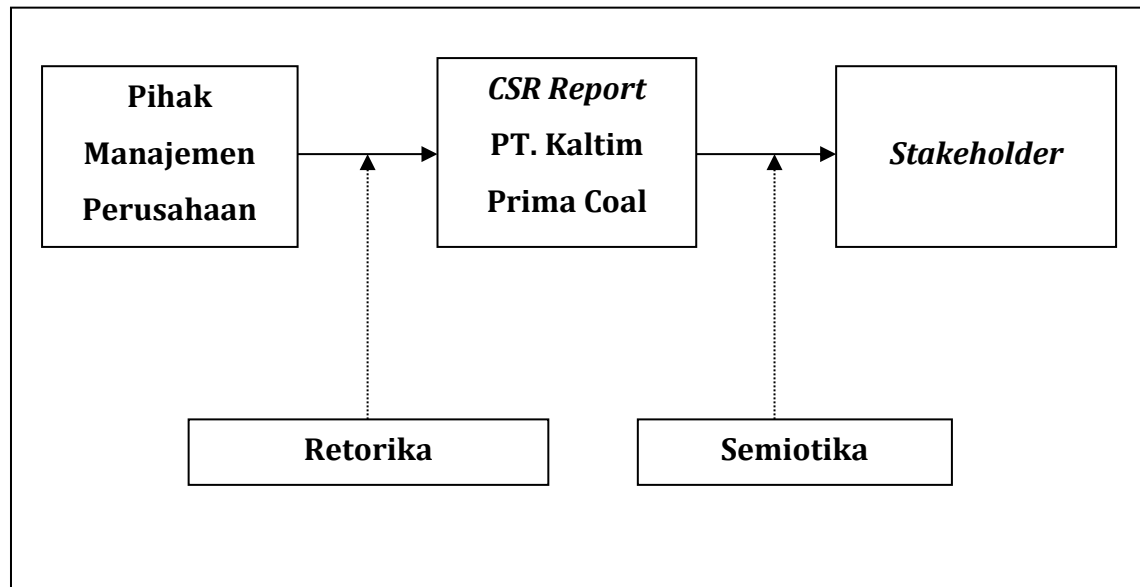 Pihak
Manajemen
Perusahaan
CSR Report
PT. Kaltim
Prima Coal
Stakeholder
Retorika
Semiotika